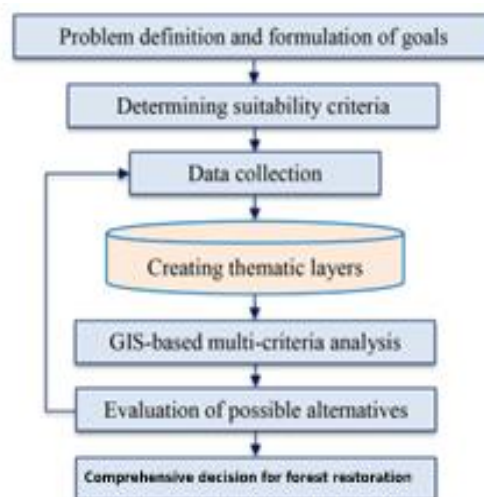 Problem definition and formulation of goals
Determining suitability criteria
Data collection
Creating thematic layers
GIS-based multi-criteria analysis
Evaluation of possible alternatives
Comprehensive decision for forest restoration